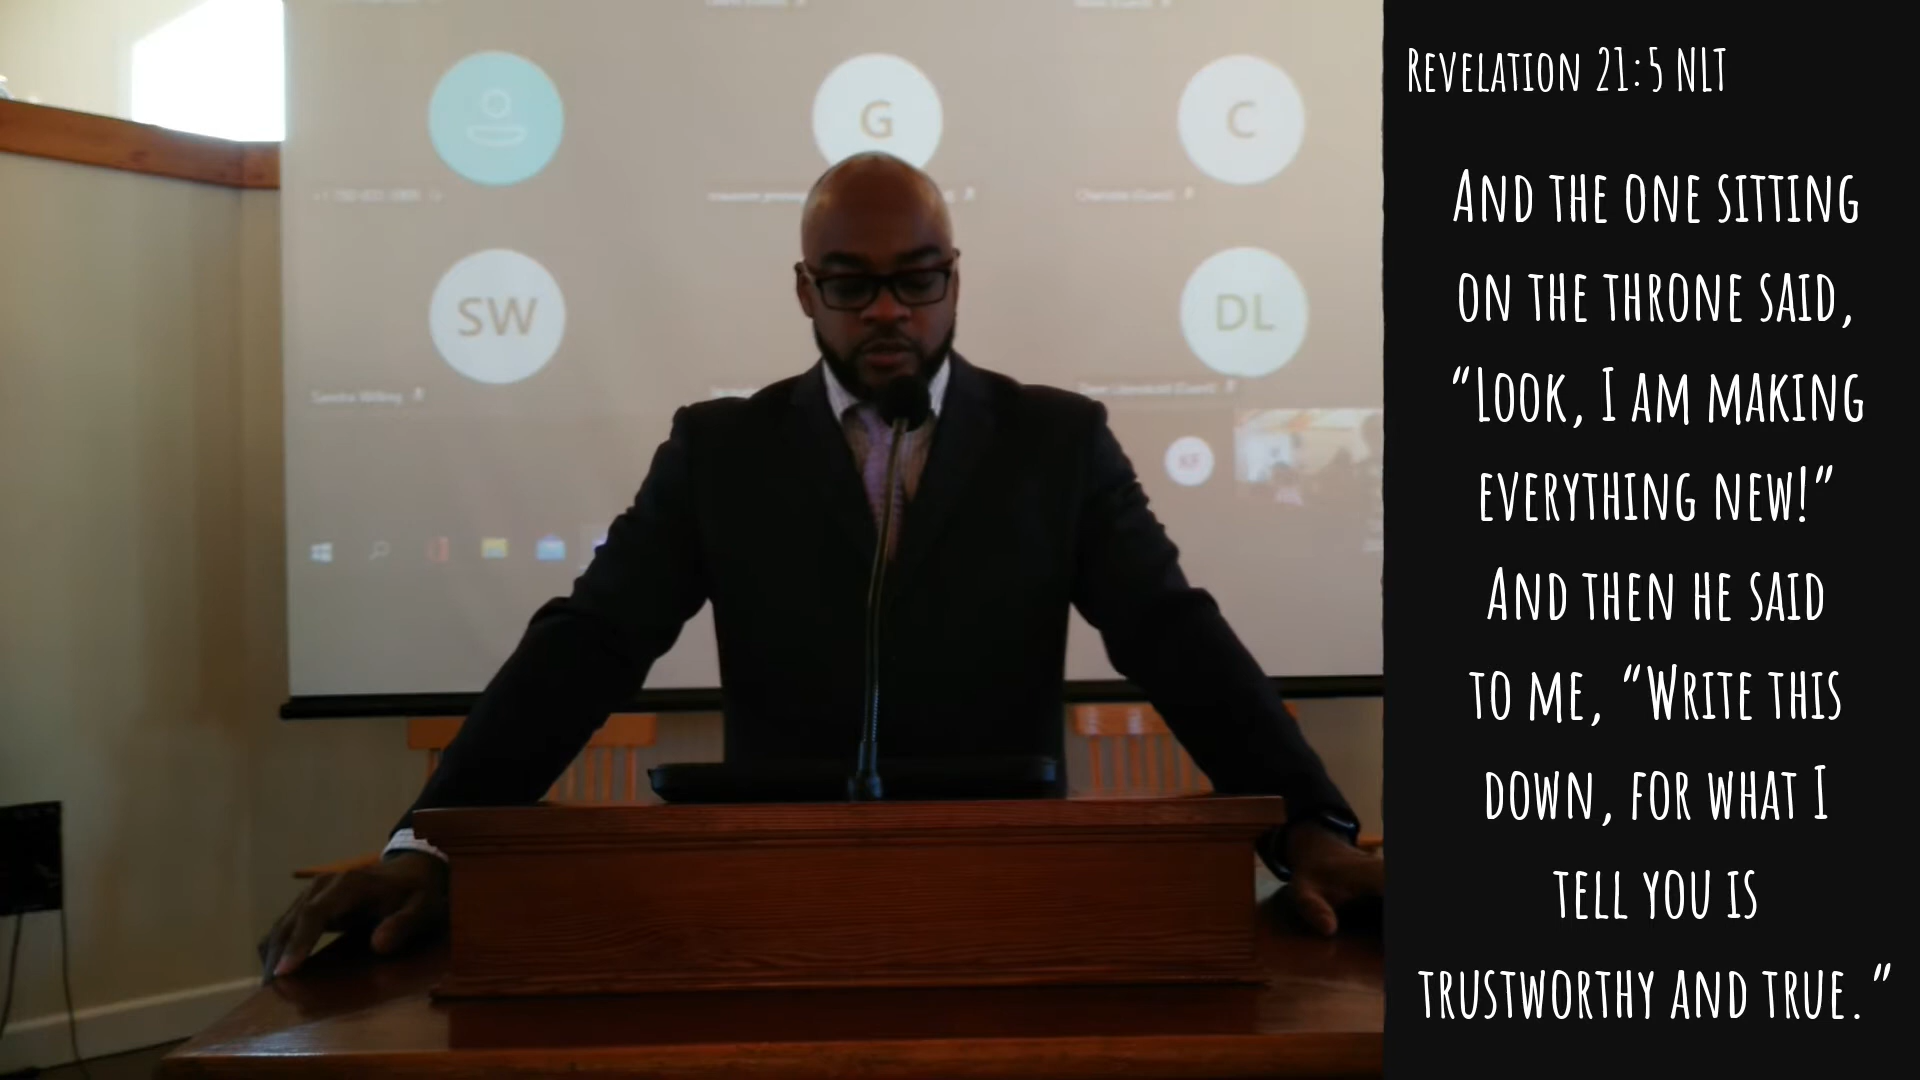 G
C
SW
DL
Revelation 21:5 NLT
And the one sitting
on the throne said,
“Look, I am making
everything new!”
And then he said
to me, “Write this
down, for what I
tell you is
trustworthy and true.”